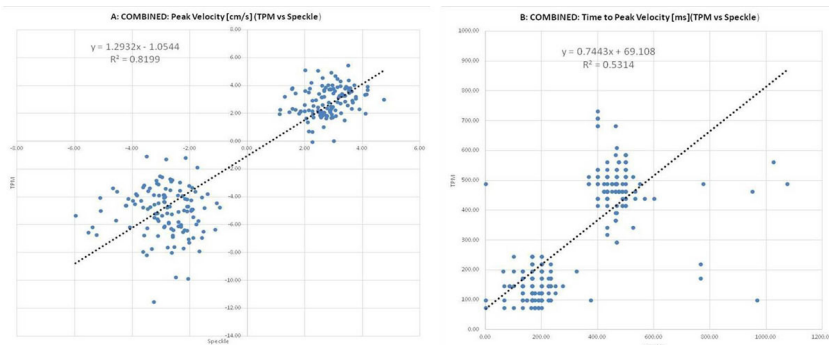 A: COMBINED: Peak Velocity [cm/s] (TPM vs Speckle)
y = 1.2932x - 1.0544
R² = 0.8199
8.00
6.00
4.00
2.00
0.00
-8.00 -6.00 -4.00 -2.00 0.00 2.00 4.00 6.00
-2.00
-4.00
-6.00
-8.00
-10.00
-12.00
-14.00
TPM
Speckle
B: COMBINED: Time to Peak Velocity [ms](TPM vs Speckle)
y = 0.7443x + 69.108
R² = 0.5314
1000.00
900.00
800.00
700.00
600.00
500.00
400.00
300.00
200.00
100.00
0.00
TPM
0.00 200.00 400.00 600.00 800.00 1000.00 1200.00